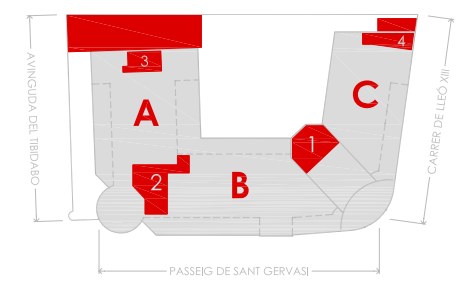 3
4
A
C
1
2
B
AVINGUDA DEL TIBIDABO
CARRER DE LLEÓ XIII
PASSEIG DE SANT GERVASI